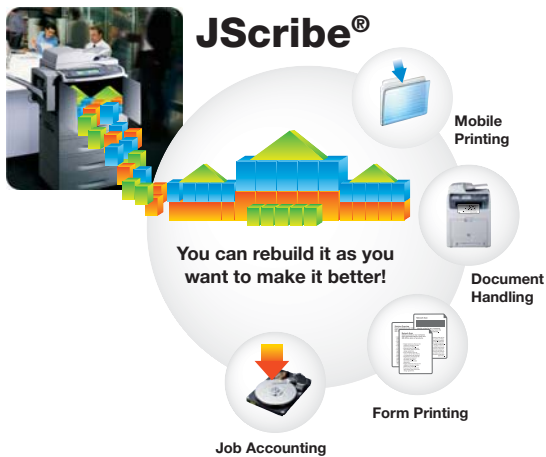 JScribe®
Mobile
Printing
You can rebuild it as you
want to make it better!
Document
Handling
Form Printing
Job Accounting